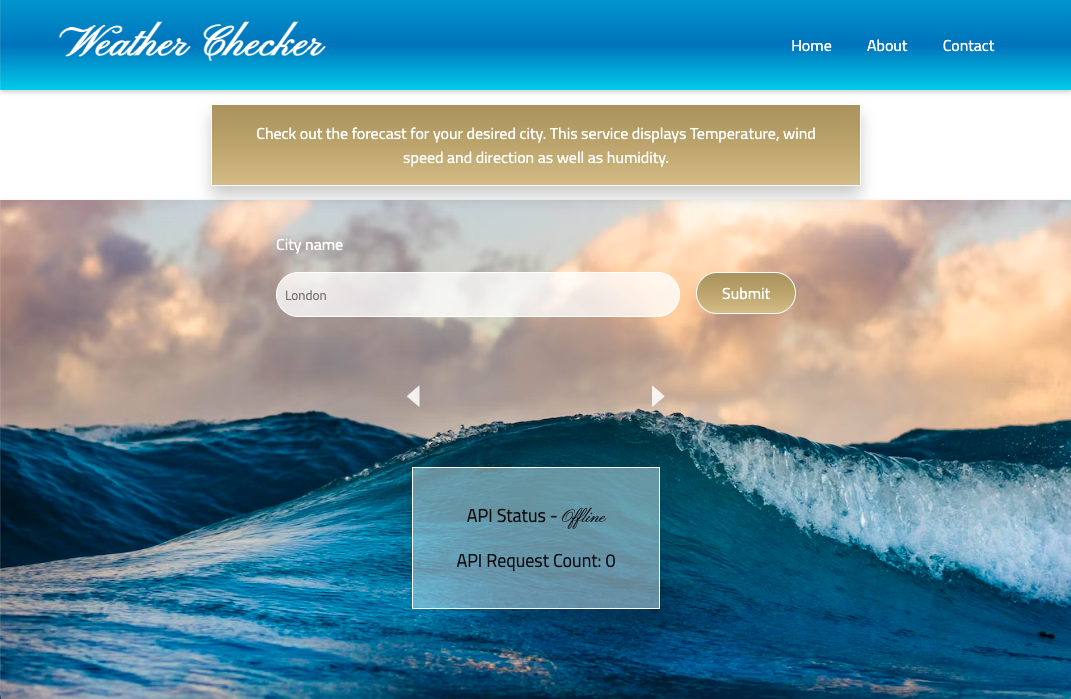 Weather Checker
Home About Contact
Check out the forecast for your desired city. This service displays Temperature, wind
speed and direction as well as humidity.
City name
London
Submit
API Status - Offline
API Request Count: 0